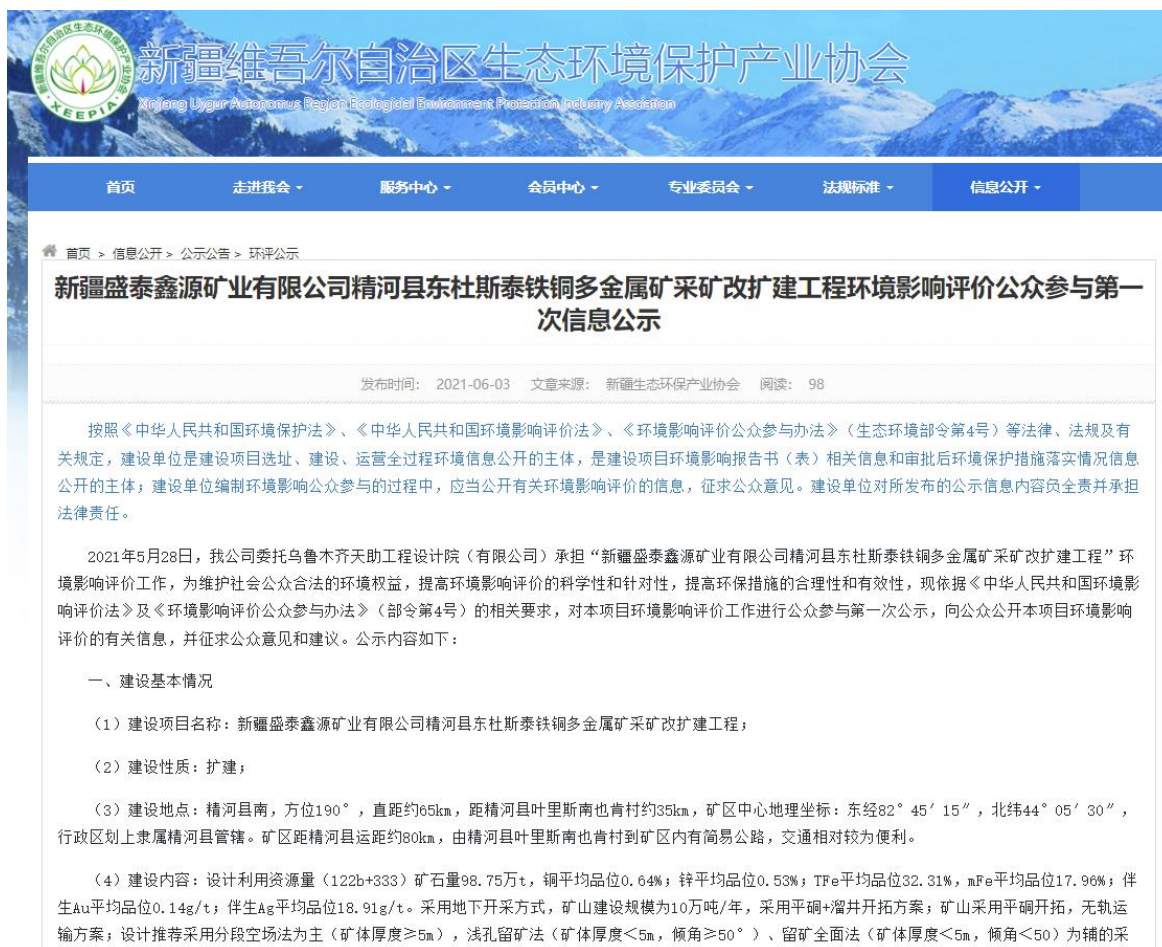 新疆维吾尔自治区生态环境保护产业协会
Xinjiang Uygur Autonomus Region Ecological Environment Protection Industry Assdation
XEEPIA
首页 走进我会 服务中心 会员中心 专业委员会 法规标准 信息公开
首页 > 信息公开 > 公示公告 > 环评公示
新疆盛泰鑫源矿业有限公司精河县东杜斯泰铁铜多金属矿采矿改扩建工程环境影响评价公众参与第一
次信息公示
发布时间： 2021-06-03 文章来源： 新疆生态环保产业协会 阅读： 98
按照《中华人民共和国环境保护法》、《中华人民共和国环境影响评价法》、《环境影响评价公众参与办法》（生态环境部令第4号）等法律、法规及有
关规定，建设单位是建设项目选址、建设、运营全过程环境信息公开的主体，是建设项目环境影响报告书（表）相关信息和审批后环境保护措施落实情况信息
公开的主体；建设单位编制环境影响公众参与的过程中，应当公开有关环境影响评价的信息，征求公众意见。建设单位对所发布的公示信息内容负全责并承担
法律责任。
2021年5月28日，我公司委托乌鲁木齐天助工程设计院（有限公司）承担“新疆盛泰鑫源矿业有限公司精河县东杜斯泰铁铜多金属矿采矿改扩建工程”环
境影响评价工作，为维护社会公众合法的环境权益，提高环境影响评价的科学性和针对性，提高环保措施的合理性和有效性，现依据《中华人民共和国环境影
响评价法》及《环境影响评价公众参与办法》（部令第4号）的相关要求，对本项目环境影响评价工作进行公众参与第一次公示，向公众公开本项目环境影响
评价的有关信息，并征求公众意见和建议。公示内容如下：
一、建设基本情况
（1）建设项目名称：新疆盛泰鑫源矿业有限公司精河县东杜斯泰铁铜多金属矿采矿改扩建工程；
（2）建设性质：扩建；
（3）建设地点：精河县南，方位190°，直距约65km，距精河县叶里斯南也肯村约35km，矿区中心地理坐标：东经82°45′15″，北纬44°05′30″，
行政区划上隶属精河县管辖。矿区距精河县运距约80km，由精河县叶里斯南也肯村到矿区内有简易公路，交通相对较为便利。
（4）建设内容：设计利用资源量（122b+333）矿石量98.75万t，铜平均品位0.64%；锌平均品位0.53%；TFe平均品位32.31%，mFe平均品位17.96%；伴
生Au平均品位0.14g/t；伴生Ag平均品位18.91g/t。采用地下开采方式，矿山建设规模为10万吨/年，采用平硐+溜井开拓方案；矿山采用平硐开拓，无轨运
输方案；设计推荐采用分段空场法为主（矿体厚度≥5m），浅孔留矿法（矿体厚度＜5m，倾角≥50°）、留矿全面法（矿体厚度＜5m，倾角＜50）为辅的采